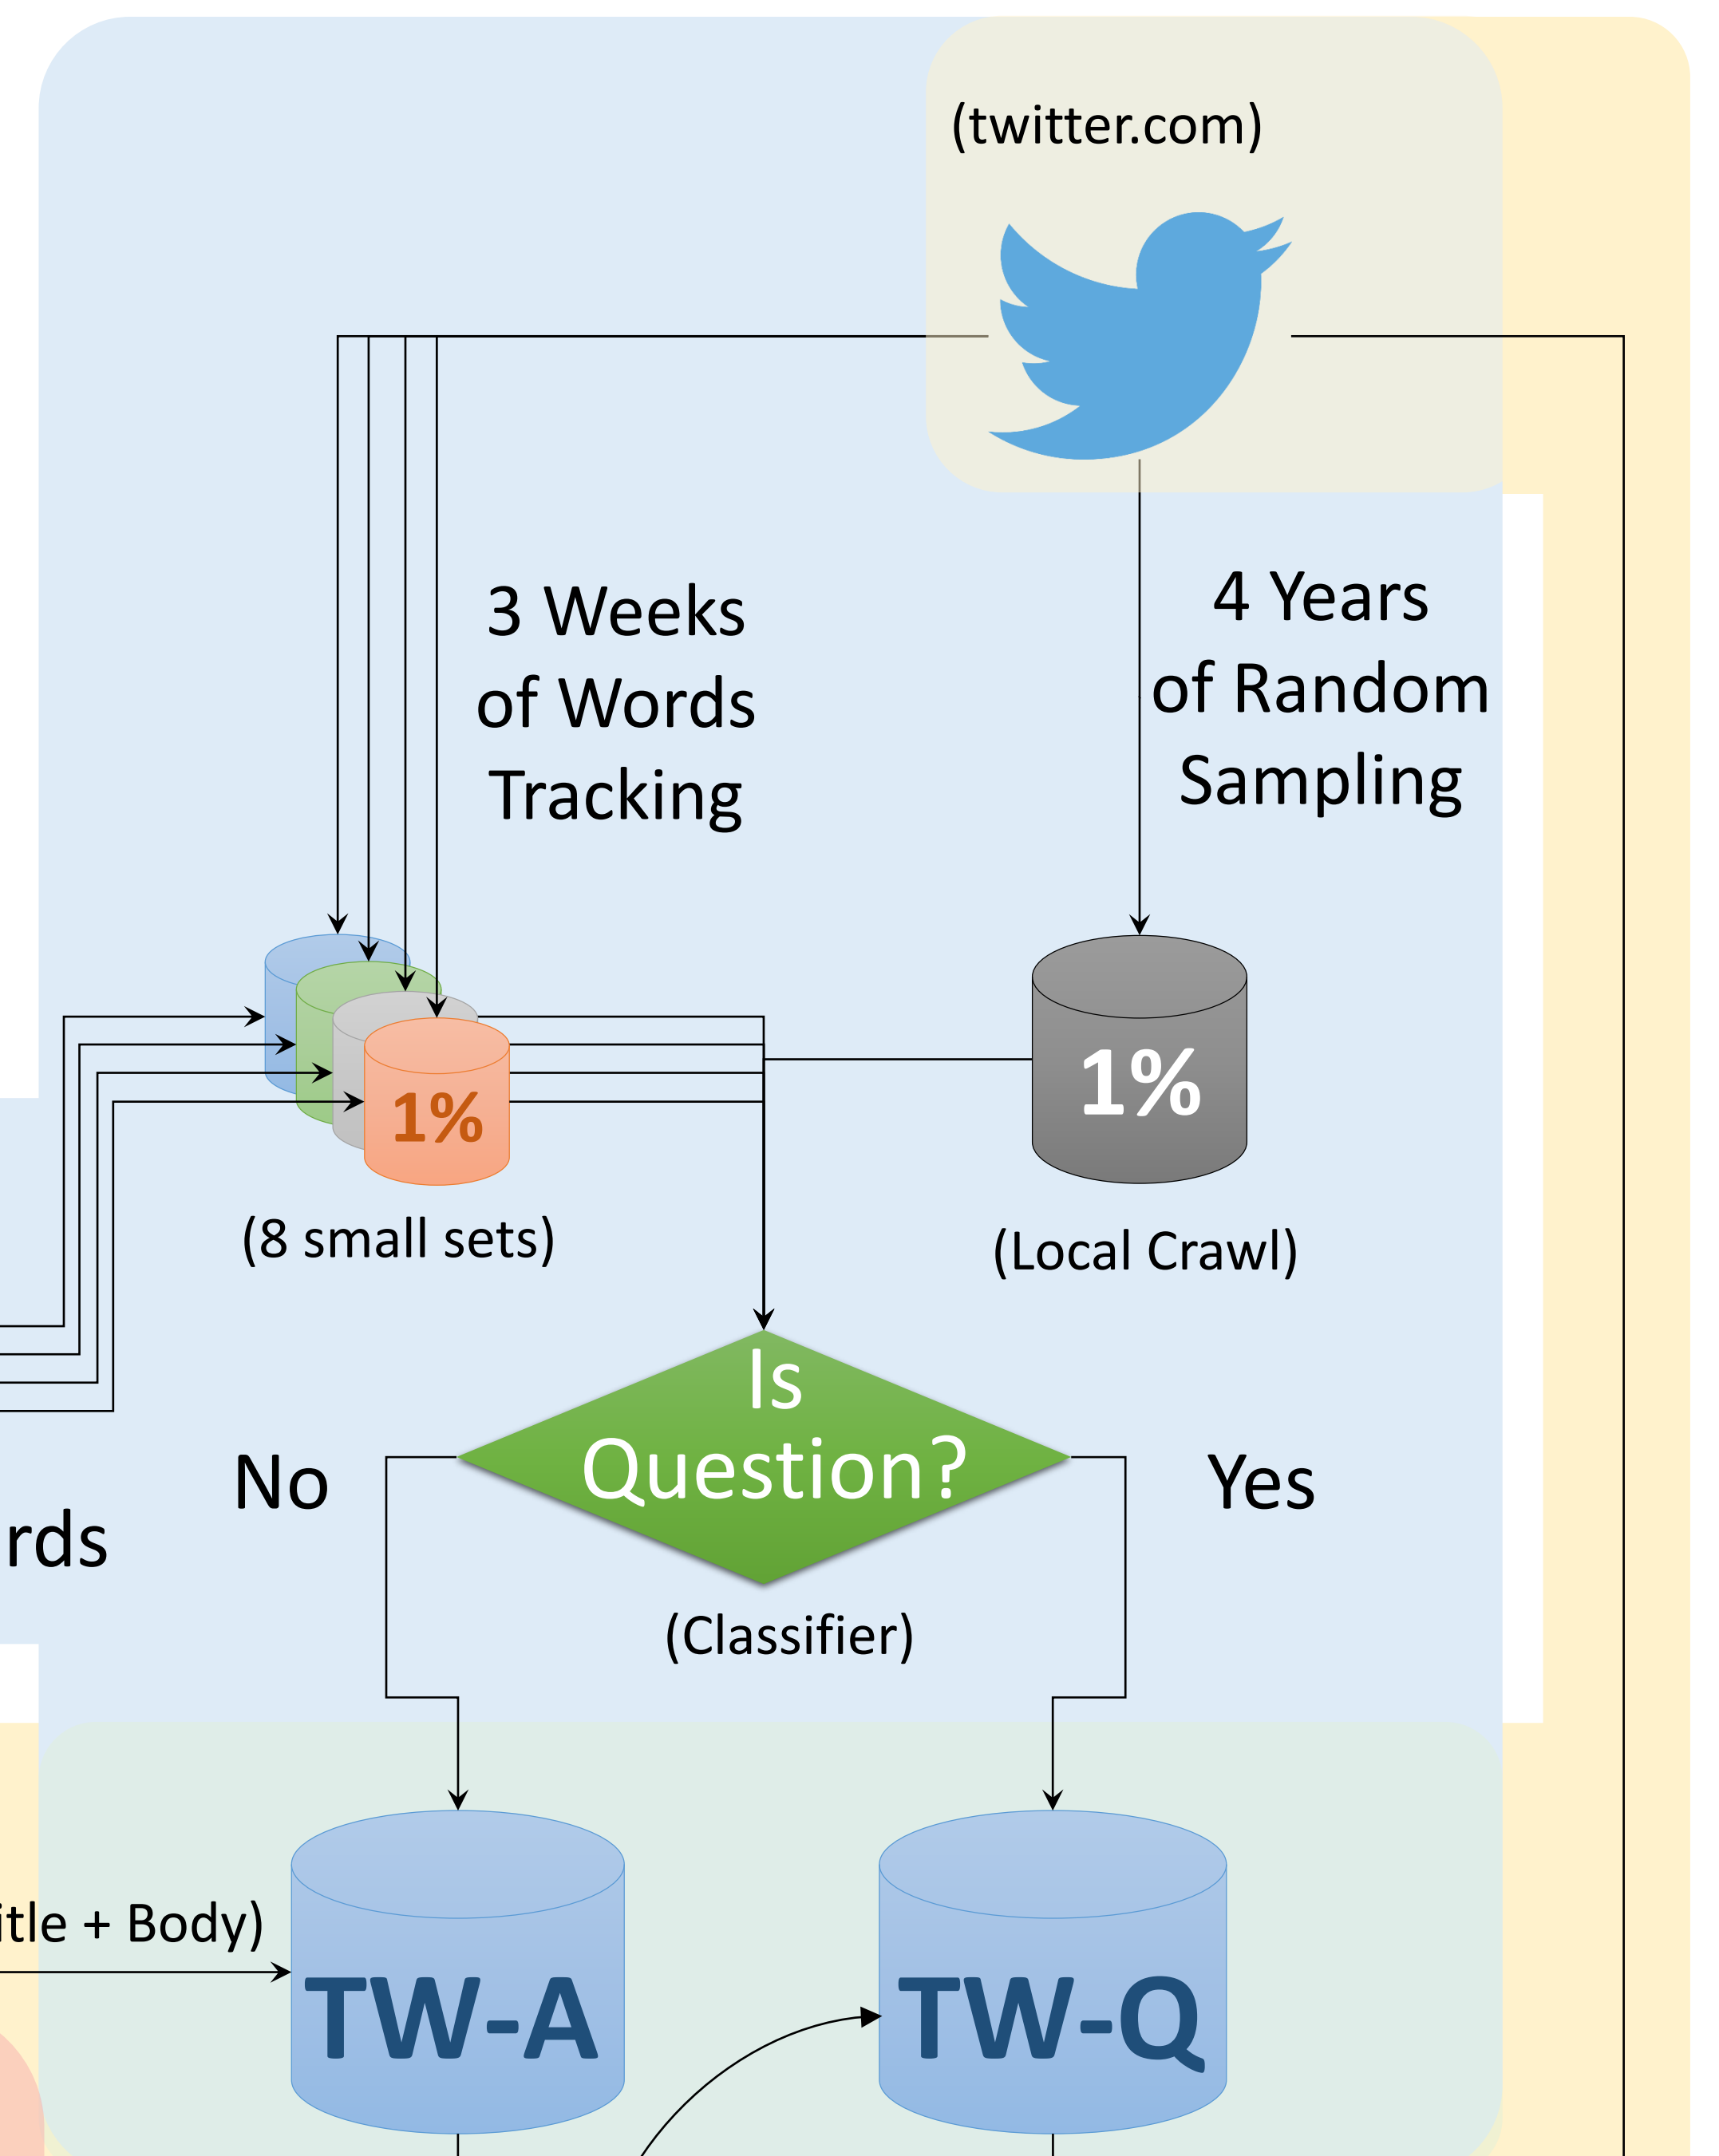 (twitter.com)
3 Weeks
of Words
Tracking
4 Years
of Random
Sampling
1%
1%
(8 small sets)
(Local Crawl)
Is
Question?
No
Yes
rds
(Classifier)
itle + Body)
TW-A
TW-Q